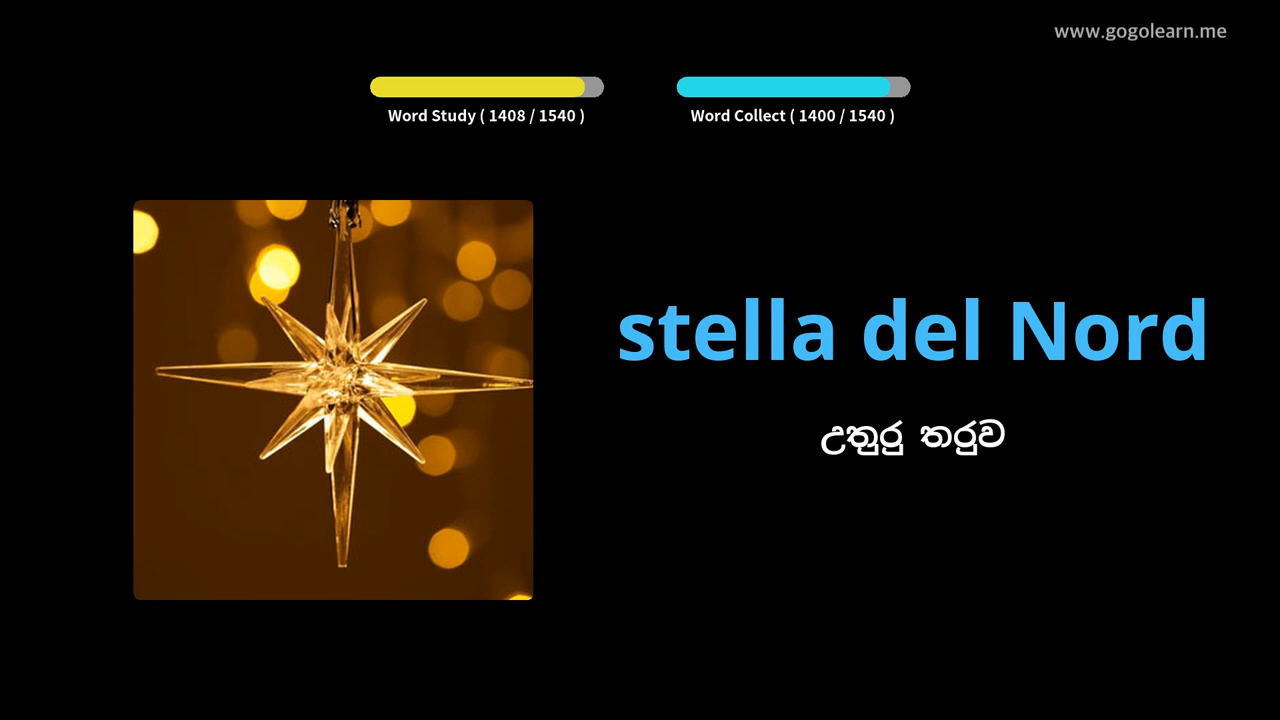 www.gogolearn.me
Word Study ( 1408 / 1540 )
Word Collect ( 1400 / 1540 )
stella del Nord
උතුරු තරුව